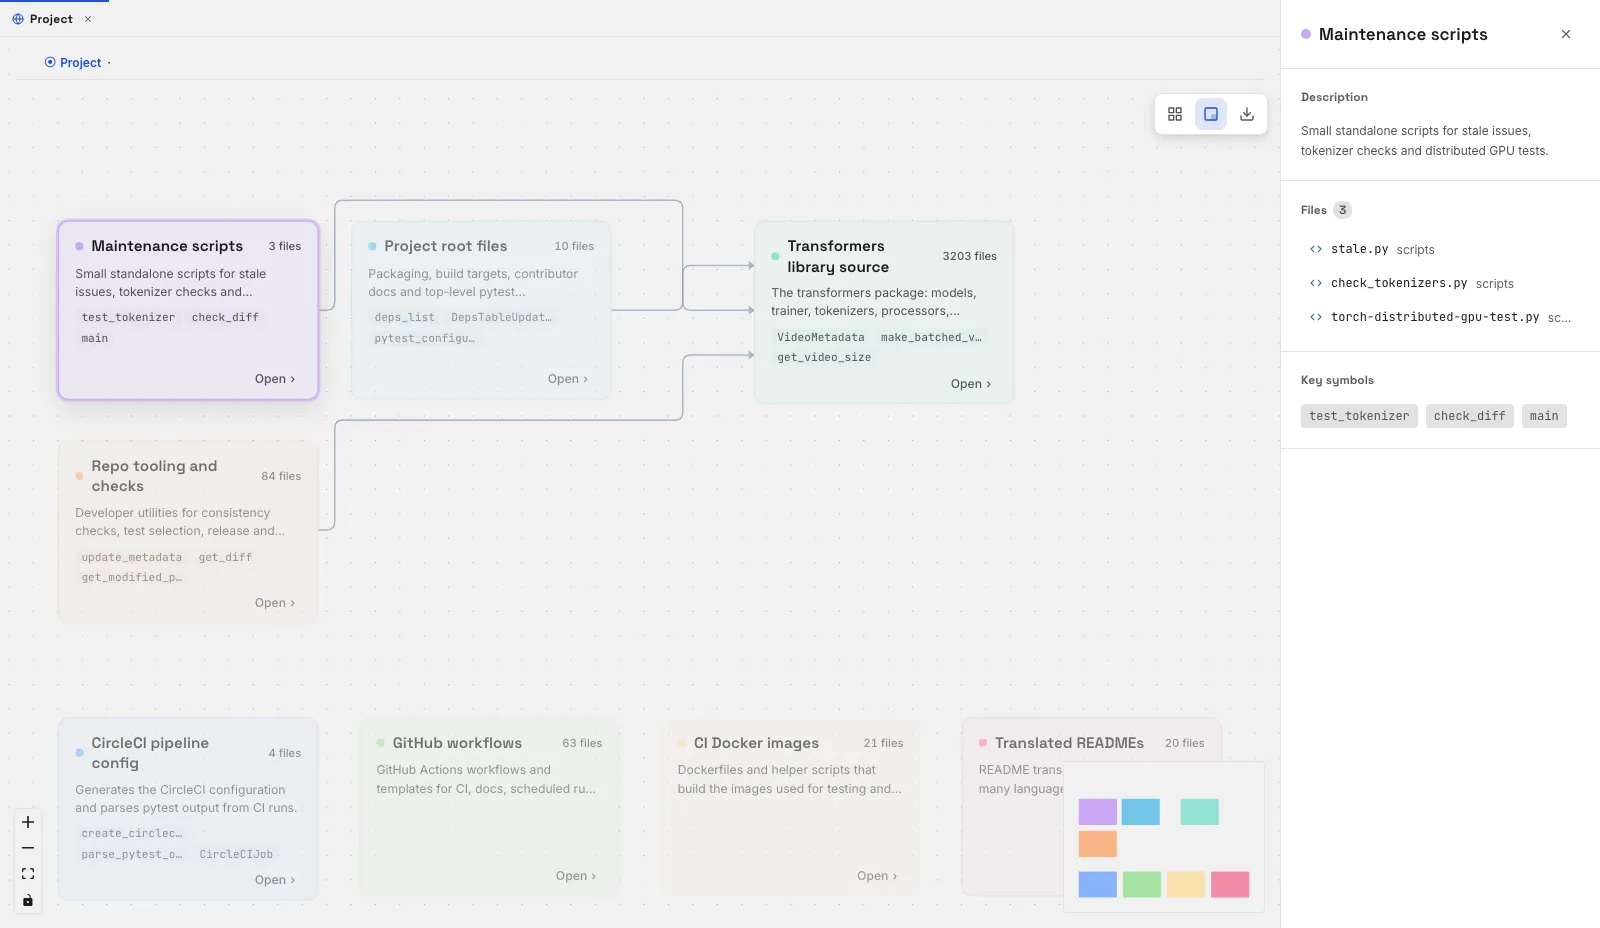 Project
Project ·
Maintenance scripts
3 files
Small standalone scripts for stale
issues, tokenizer checks and...
test_tokenizer check_diff
main
Open ›
Project root files
10 files
Packaging, build targets, contributor
docs and top-level pytest...
deps_list DepsTableUpdat…
pytest_configu…
Open ›
Transformers
library source
3203 files
The transformers package: models,
trainer, tokenizers, processors,...
VideoMetadata make_batched_v…
get_video_size
Open ›
Repo tooling and
checks
84 files
Developer utilities for consistency
checks, test selection, release and...
update_metadata get_diff
get_modified_p…
Open ›
CircleCI pipeline
config
4 files
Generates the CircleCI configuration
and parses pytest output from CI runs.
create_circlec…
parse_pytest_o… CircleCIJob
Open ›
GitHub workflows
63 files
GitHub Actions workflows and
templates for CI, docs, scheduled ru...
Open ›
CI Docker images
21 files
Dockerfiles and helper scripts that
build the images used for testing and...
Open ›
Translated READMEs
20 files
README trans
many language
Maintenance scripts
Description
Small standalone scripts for stale issues,
tokenizer checks and distributed GPU tests.
Files 3
stale.py scripts
check_tokenizers.py scripts
torch-distributed-gpu-test.py sc...
Key symbols
test_tokenizer check_diff main